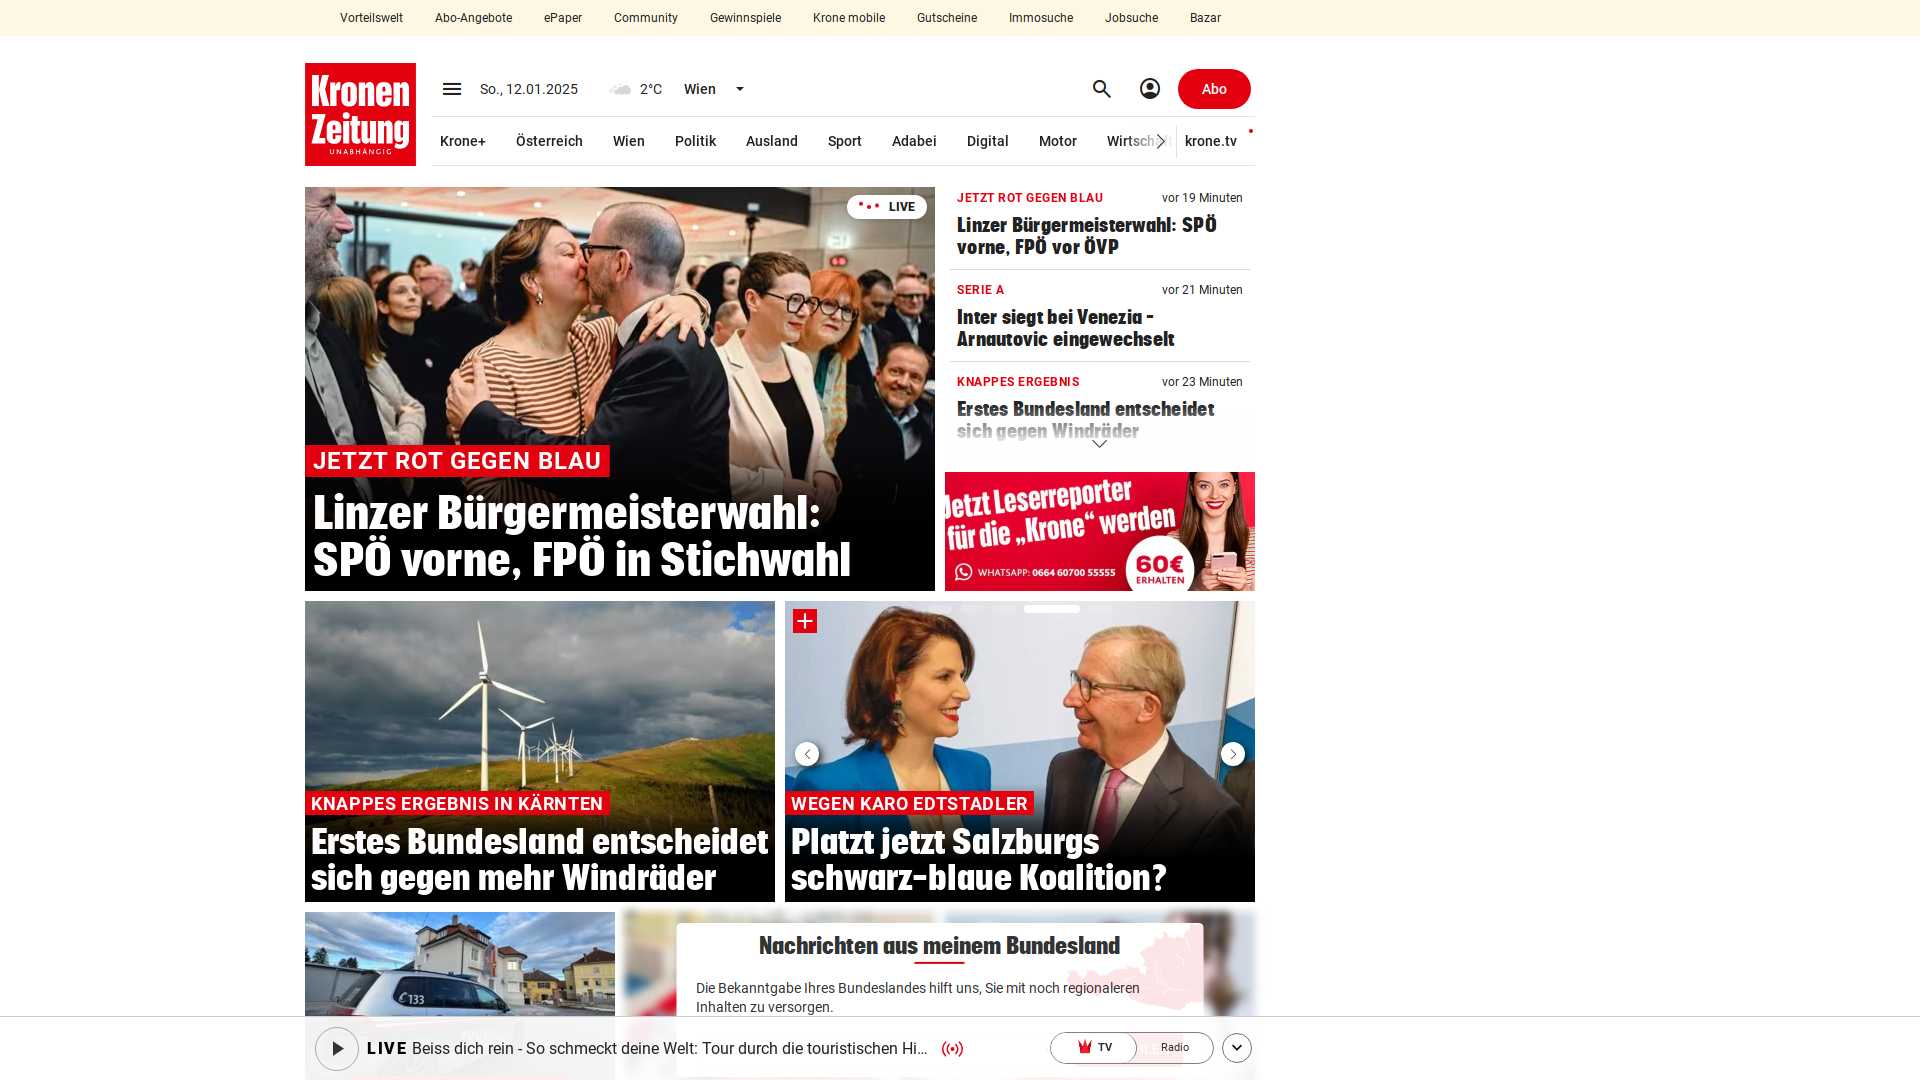 Vorteilswelt Abo-Angebote ePaper Community Gewinnspiele Krone mobile Gutscheine Immosuche Jobsuche Bazar
Kronen
Zeitung
UNABHÄNGIG
So., 12.01.2025 2°C Wien Abo
Krone+ Österreich Wien Politik Ausland Sport Adabei Digital Motor krone.tv
LIVE
JETZT ROT GEGEN BLAU
Linzer Bürgermeisterwahl:
SPÖ vorne, FPÖ in Stichwahl
JETZT ROT GEGEN BLAU vor 19 Minuten
Linzer Bürgermeisterwahl: SPÖ
vorne, FPÖ vor ÖVP
SERIE A vor 21 Minuten
Inter siegt bei Venezia -
Arnautovic eingewechselt
KNAPPES ERGEBNIS vor 23 Minuten
Erstes Bundesland entscheidet
sich gegen Windräder
Jetzt Leserreporter
für die „Krone“ werden
WHATSAPP: 0664 60700 55555
60€
ERHALTEN
KNAPPES ERGEBNIS IN KÄRNTEN
Erstes Bundesland entscheidet
sich gegen mehr Windräder
WEGEN KARO EDTSTADLER
Platzt jetzt Salzburgs
schwarz-blaue Koalition?
133
Nachrichten aus meinem Bundesland
Die Bekanntgabe Ihres Bundeslandes hilft uns, Sie mit noch regionaleren
Inhalten zu versorgen.
LIVE Beiss dich rein - So schmeckt deine Welt: Tour durch die touristischen Hi...
TV Radio